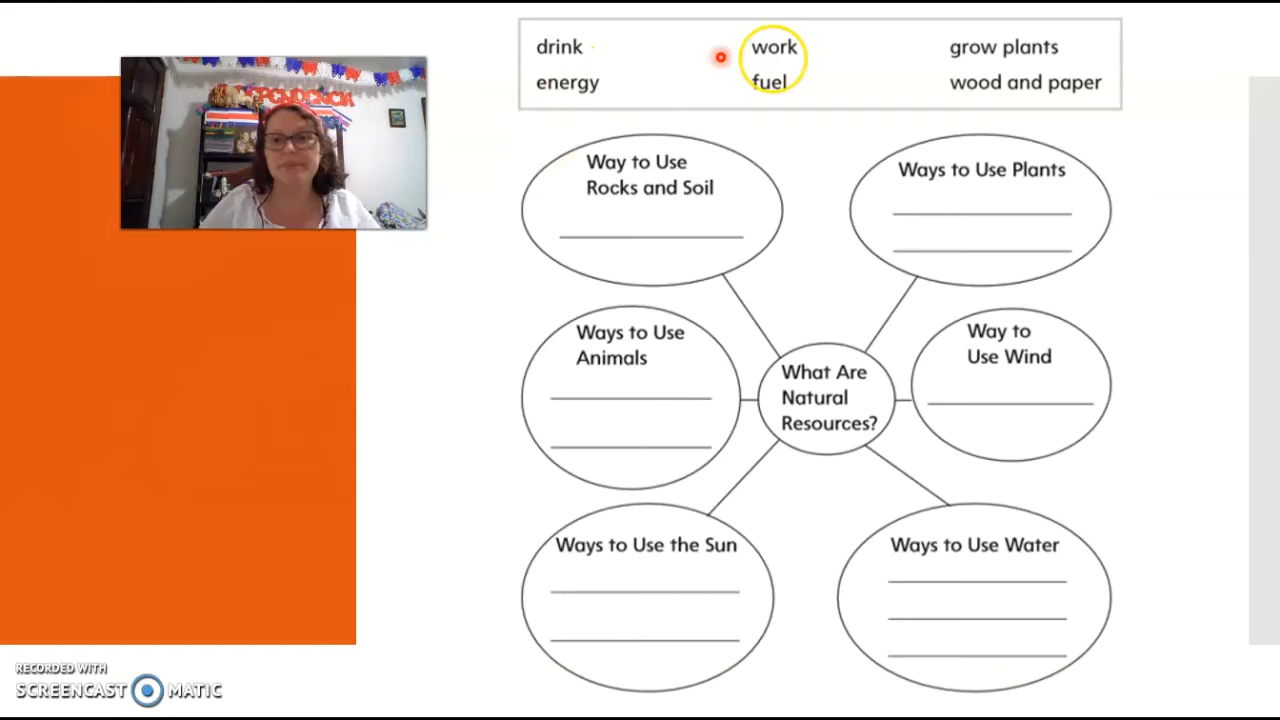 drink work grow plants
energy fuel wood and paper
Way to Use
Rocks and Soil
Ways to Use Plants
Ways to Use
Animals
What Are
Natural
Resources?
Way to
Use Wind
Ways to Use the Sun
Ways to Use Water
RECORDED WITH
SCREENCAST MATIC